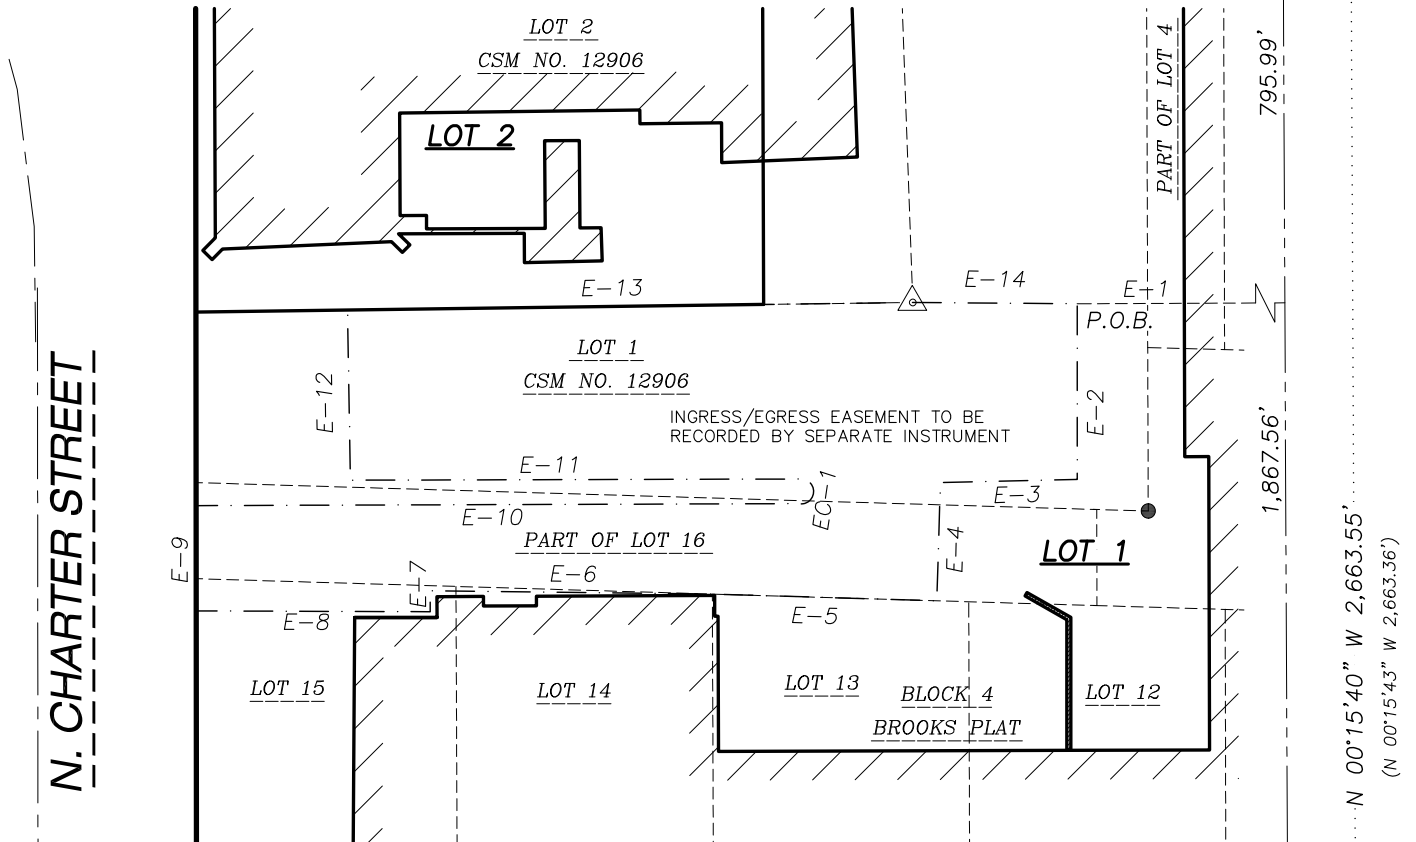 LOT 2
CSM NO. 12906
LOT 2
PART OF LOT 4
795.99'
E-13
E-14
E-1
P.O.B.
LOT 1
CSM NO. 12906
E-12
E-2
INGRESS/EGRESS EASEMENT TO BE
RECORDED BY SEPARATE INSTRUMENT
N. CHARTER STREET
E-11
EC-1
E-3
1,867.56'
E-10
PART OF LOT 16
E-4
LOT 1
E-9
E-7
E-6
E-8
E-5
LOT 15
LOT 14
LOT 13
BLOCK 4
BROOKS PLAT
LOT 12
N 00°15'40" W 2,663.55'
(N 00°15'43" W 2,663.36')